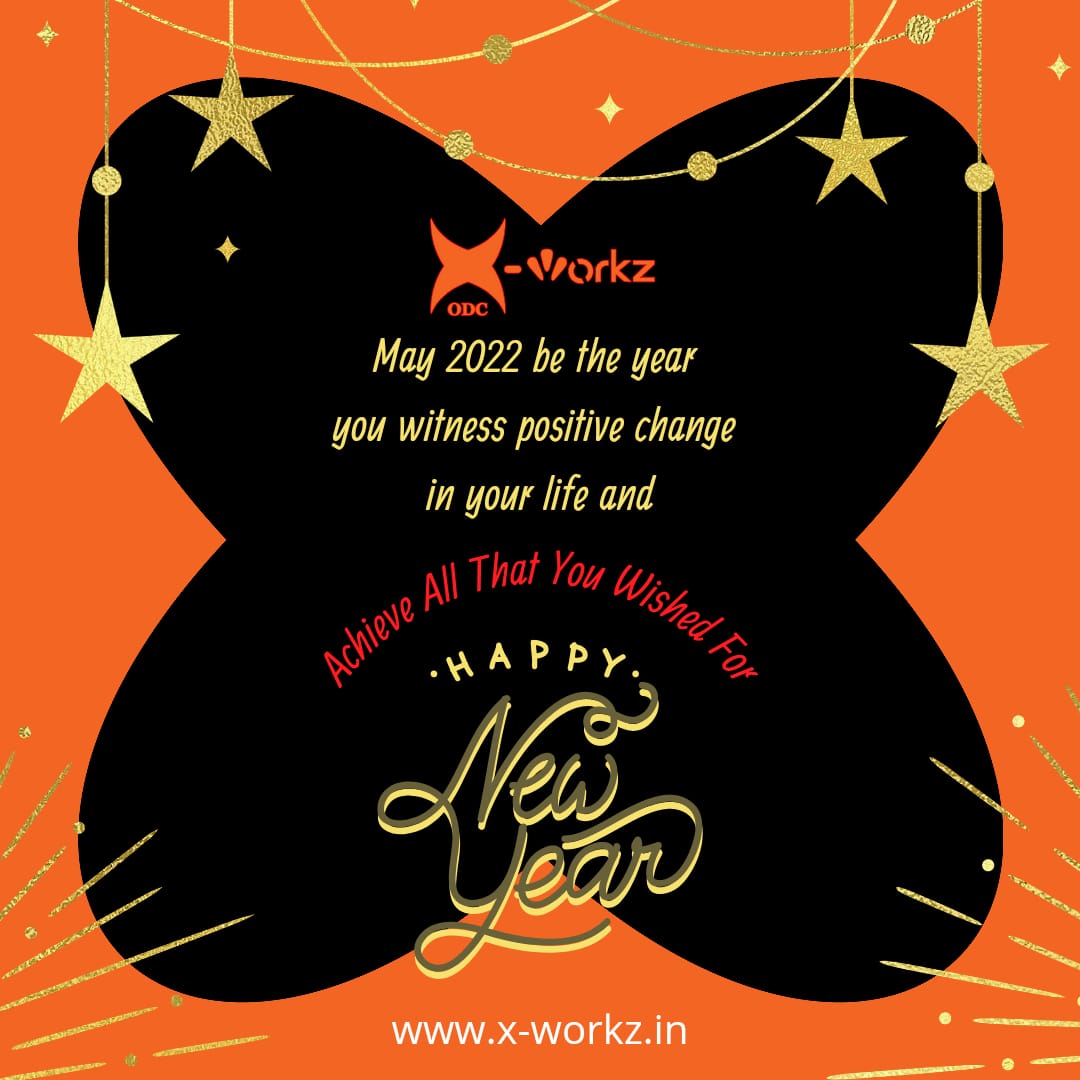 X-Workz
ODC
May 2022 be the year
you witness positive change
in your life and
Achieve All That You Wished For
·HAPPY·
New
Year
www.x-workz.in